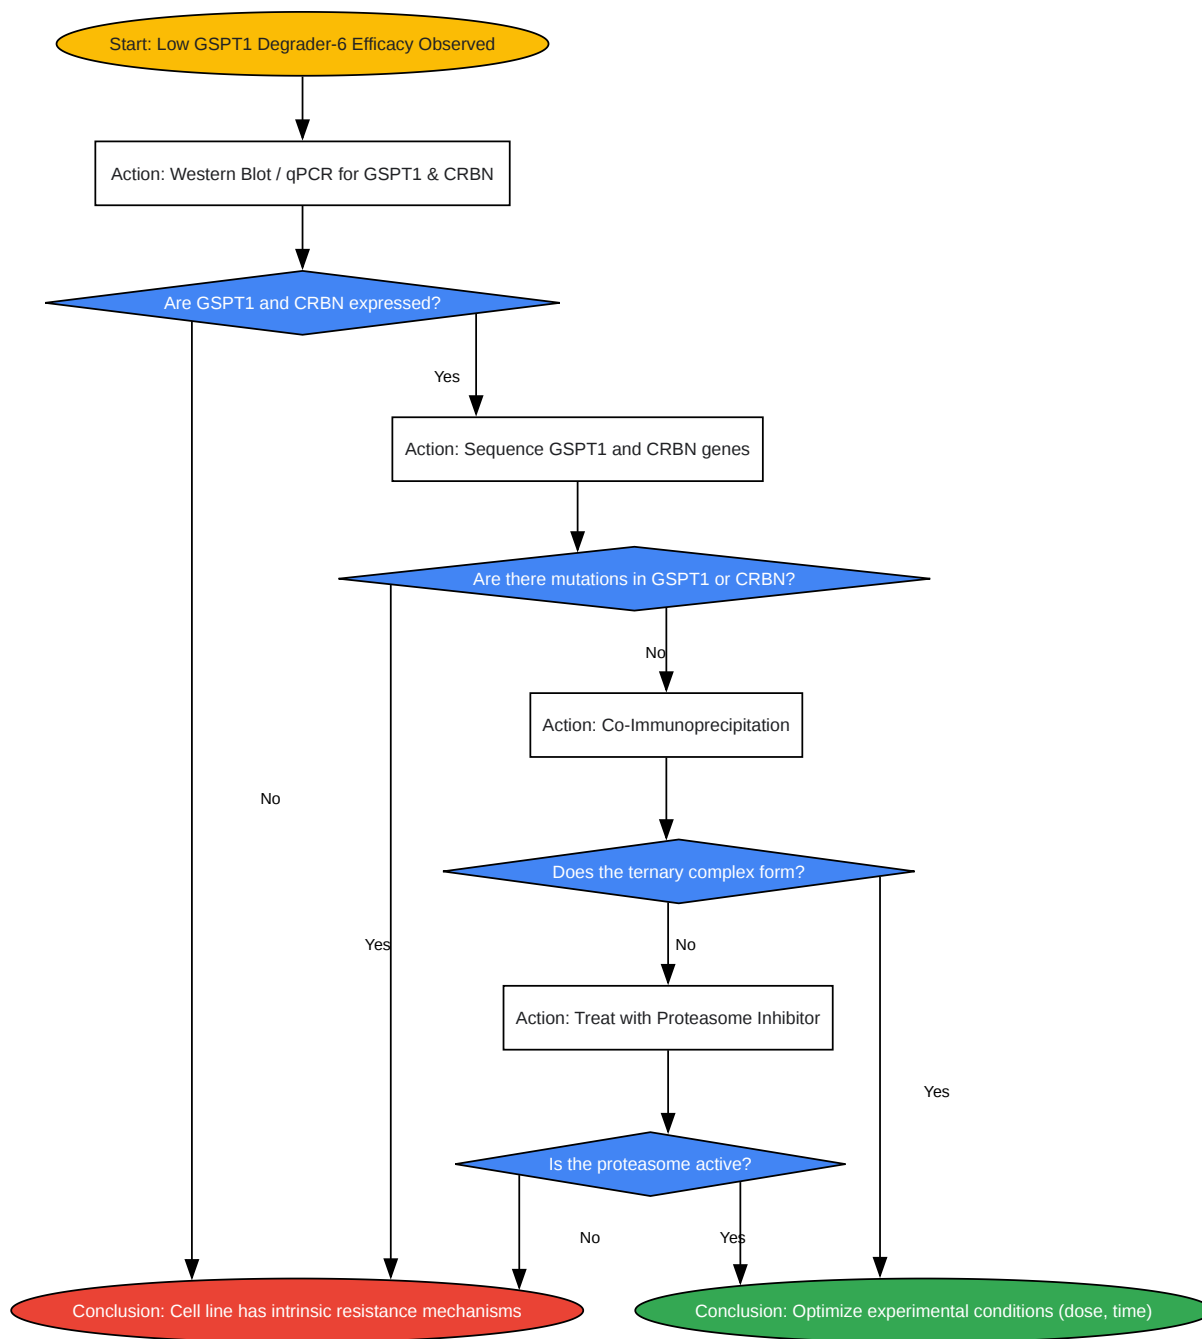 Start: Low GSPT1 Degrader-6 Efficacy Observed
Action: Western Blot / qPCR for GSPT1 & CRBN
Are GSPT1 and CRBN expressed?
Yes
Action: Sequence GSPT1 and CRBN genes
Are there mutations in GSPT1 or CRBN?
No
Action: Co-Immunoprecipitation
No
Does the ternary complex form?
Yes
No
Action: Treat with Proteasome Inhibitor
Yes
Is the proteasome active?
No
Yes
Conclusion: Cell line has intrinsic resistance mechanisms
Conclusion: Optimize experimental conditions (dose, time)